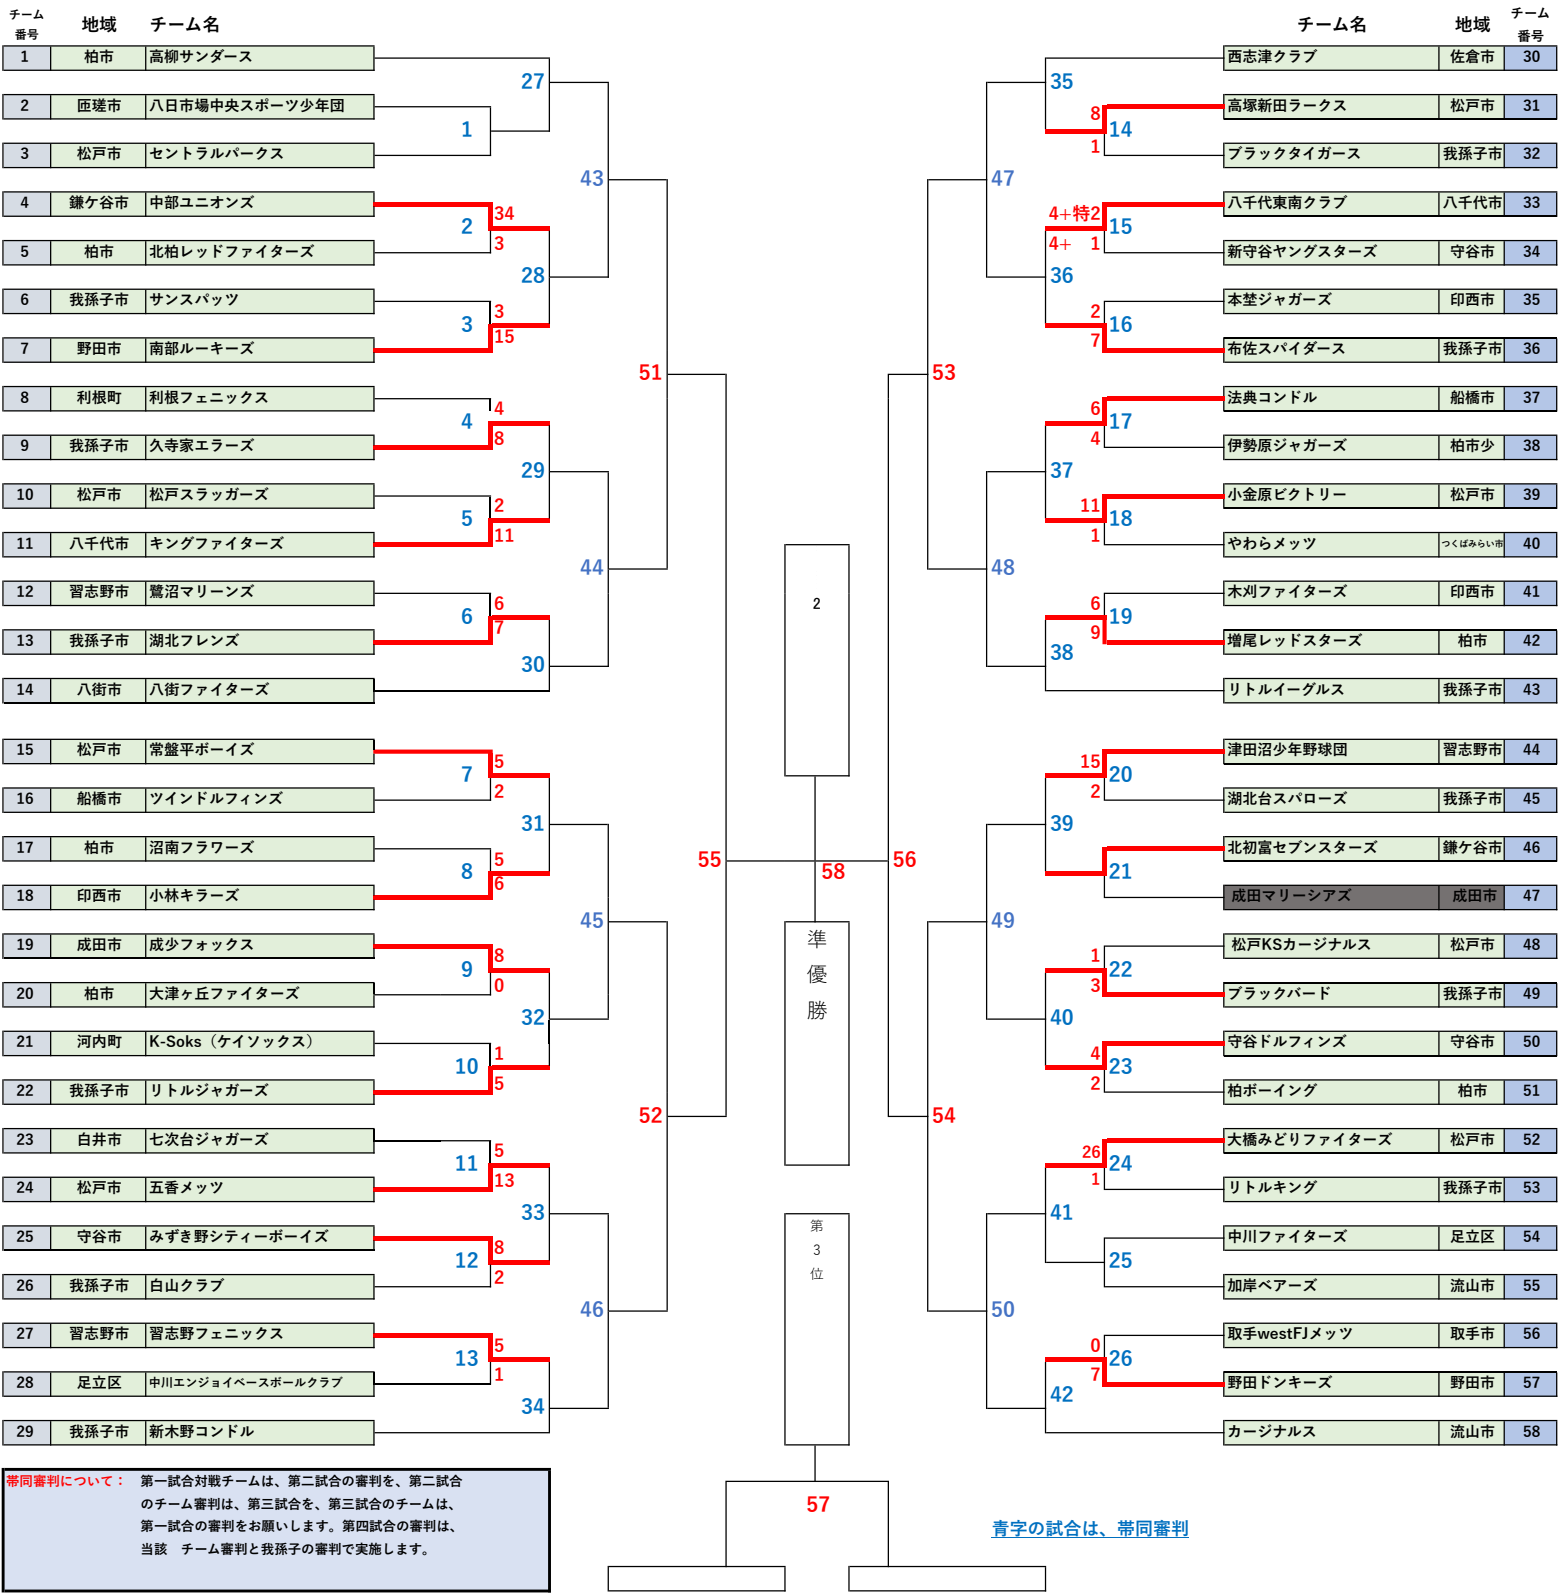 チーム
番号 地域 チーム名
1 柏市 高柳サンダース
2 匝瑳市 八日市場中央スポーツ少年団
3 松戸市 セントラルパークス
4 鎌ケ谷市 中部ユニオンズ
5 柏市 北柏レッドファイターズ
6 我孫子市 サンスパッツ
7 野田市 南部ルーキーズ
8 利根町 利根フェニックス
9 我孫子市 久寺家エラーズ
10 松戸市 松戸スラッガーズ
11 八千代市 キングファイターズ
12 習志野市 鷺沼マリーンズ
13 我孫子市 湖北フレンズ
14 八街市 八街ファイターズ
15 松戸市 常盤平ボーイズ
16 船橋市 ツインドルフィンズ
17 柏市 沼南フラワーズ
18 印西市 小林キラーズ
19 成田市 成少フォックス
20 柏市 大津ヶ丘ファイターズ
21 河内町 K-Soks（ケイソックス）
22 我孫子市 リトルジャガーズ
23 白井市 七次台ジャガーズ
24 松戸市 五香メッツ
25 守谷市 みずき野シティーボーイズ
26 我孫子市 白山クラブ
27 習志野市 習志野フェニックス
28 足立区 中川エンジョイベースボールクラブ
29 我孫子市 新木野コンドル
1
2 34 3
3 3 15
4 4 8
5 2 11
6 6 7
7 5 2
8 5 6
9 8 0
10 1 5
11 5 13
12 8 2
13 5 1
27
28
29
30
31
32
33
34
43
44
45
46
51
52
55
2
58
準
優
勝
第
3
位
57
56
53
54
47
48
49
50
35
36
37
38
39
40
41
42
8 14 1
4+特2 15 4+ 1
2 16 7
6 17 4
11 18 1
6 19 9
15 20 2
21
1 22 3
4 23 2
26 24 1
25
0 26 7
チーム名 地域 チーム
番号
西志津クラブ 佐倉市 30
高塚新田ラークス 松戸市 31
ブラックタイガース 我孫子市 32
八千代東南クラブ 八千代市 33
新守谷ヤングスターズ 守谷市 34
本埜ジャガーズ 印西市 35
布佐スパイダース 我孫子市 36
法典コンドル 船橋市 37
伊勢原ジャガーズ 柏市少 38
小金原ビクトリー 松戸市 39
やわらメッツ つくばみらい市 40
木刈ファイターズ 印西市 41
増尾レッドスターズ 柏市 42
リトルイーグルス 我孫子市 43
津田沼少年野球団 習志野市 44
湖北台スパローズ 我孫子市 45
北初富セブンスターズ 鎌ケ谷市 46
成田マリーシアズ 成田市 47
松戸KSカージナルス 松戸市 48
ブラックバード 我孫子市 49
守谷ドルフィンズ 守谷市 50
柏ボーイング 柏市 51
大橋みどりファイターズ 松戸市 52
リトルキング 我孫子市 53
中川ファイターズ 足立区 54
加岸ベアーズ 流山市 55
取手westFJメッツ 取手市 56
野田ドンキーズ 野田市 57
カージナルス 流山市 58
帯同審判について： 第一試合対戦チームは、第二試合の審判を、第二試合
のチーム審判は、第三試合を、第三試合のチームは、
第一試合の審判をお願いします。第四試合の審判は、
当該　チーム審判と我孫子の審判で実施します。
青字の試合は、帯同審判